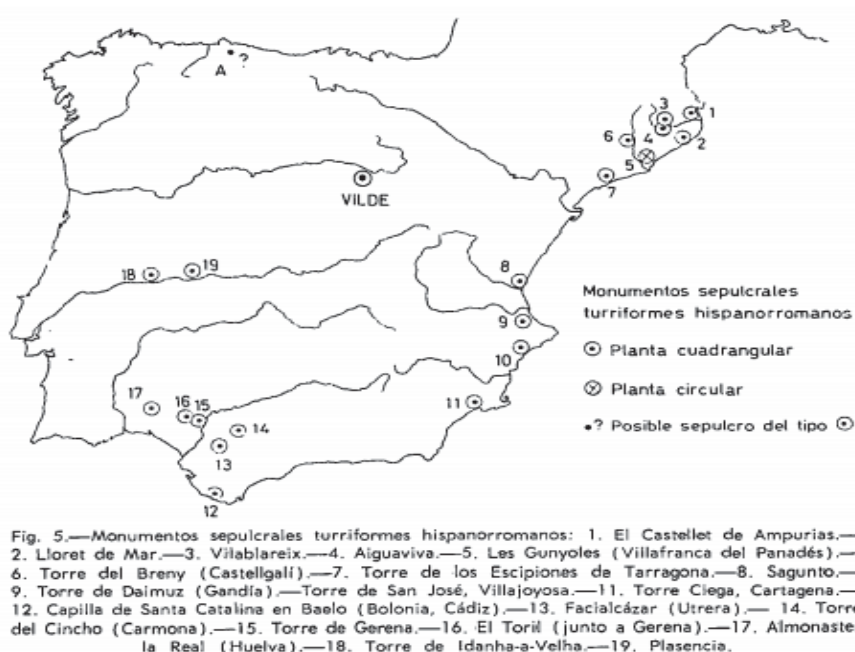 A ?
3
1
6
4
2
5
7
VILDE
18
19
8
Monumentos sepulcrales
turriformes hispanorromanos
9
Planta cuadrangular
10
Planta circular
17
16
15
11
?
Posible sepulcro del tipo
14
13
12
Fig. 5.—Monumentos sepulcrales turriformes hispanorromanos: 1. El Castellet de Ampurias.—
2. Lloret de Mar.—3. Vilablareix.—4. Aiguaviva.—5. Les Gunyoles (Villafranca del Panadés).—
6. Torre del Breny (Castellgalí).—7. Torre de los Escipiones de Tarragona.—8. Sagunto.—
9. Torre de Daimuz (Gandía).—Torre de San José, Villajoyosa.—11. Torre Ciega, Cartagena.—
12. Capilla de Santa Catalina en Baelo (Bolonia, Cádiz).—13. Facialcázar (Utrera).— 14. Torre
del Cincho (Carmona).—15. Torre de Gerena.—16. El Toril (junto a Gerena).—17. Almonaste
la Real (Huelva).—18. Torre de Idanha-a-Velha.—19. Plasencia.